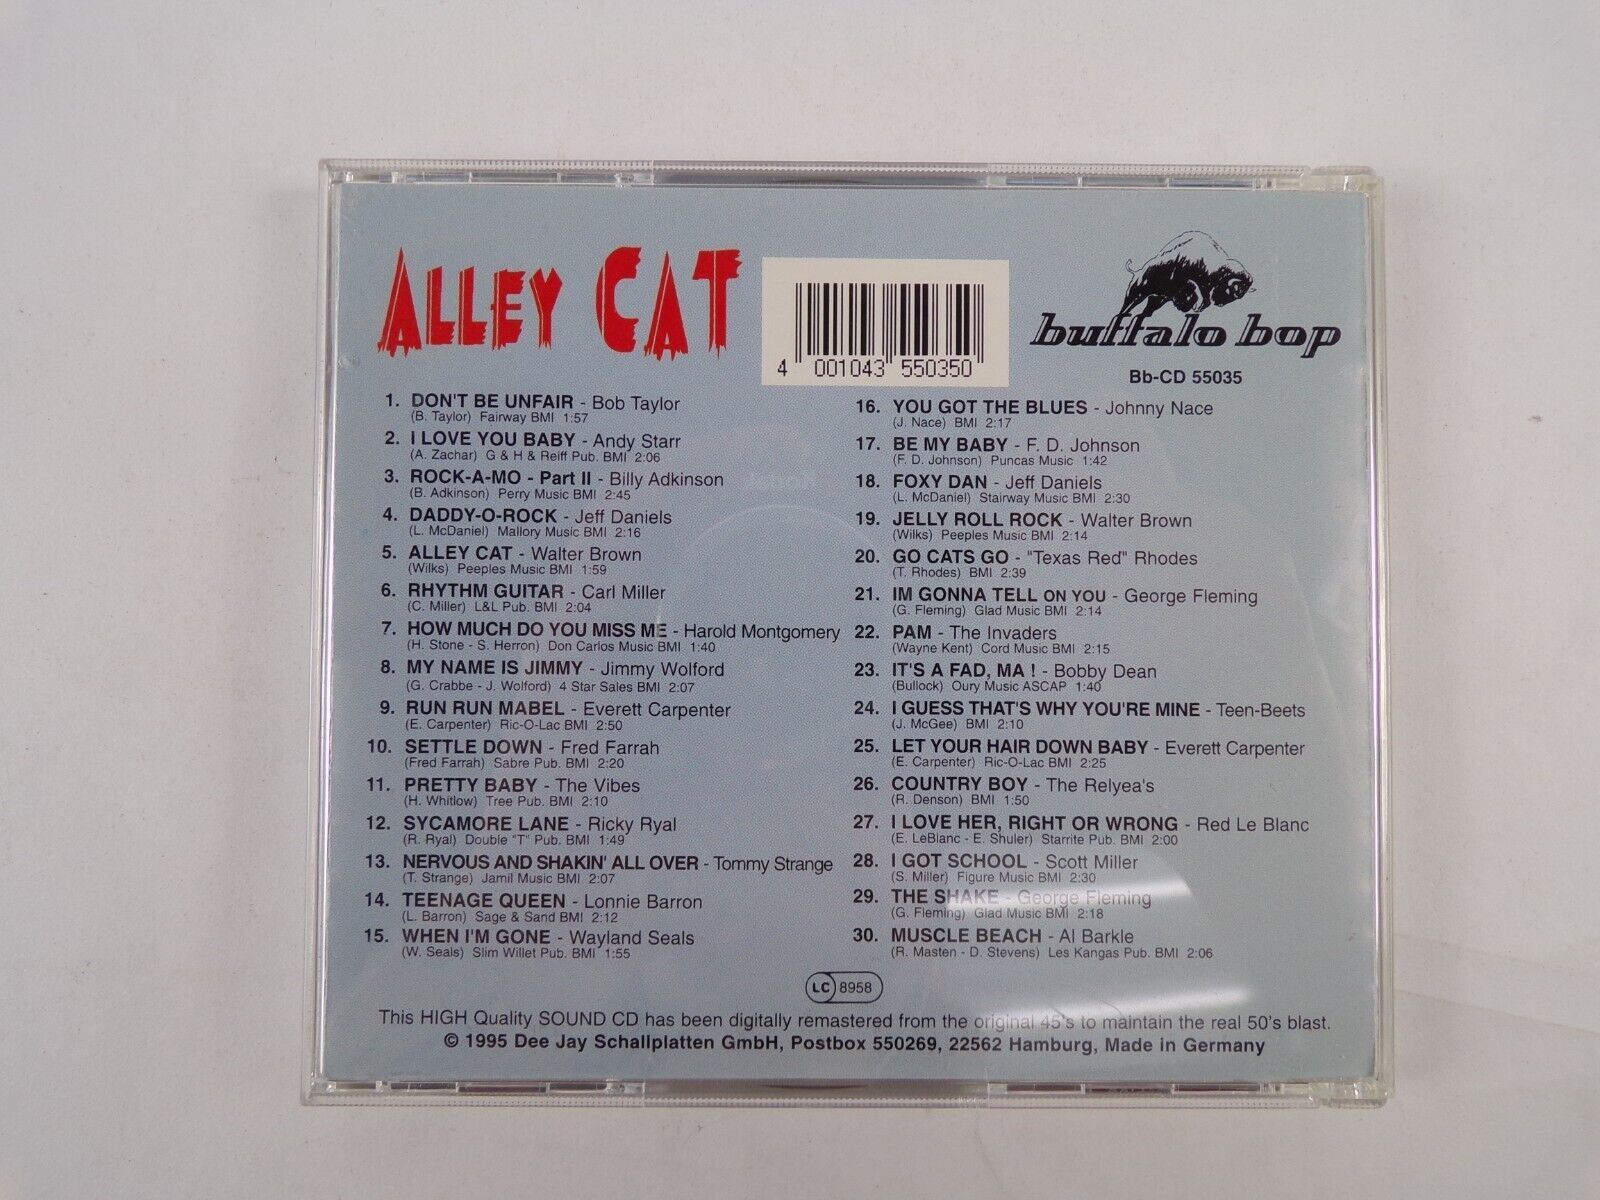 ALLEY CAT
4 001043 550350
buffalo bop
Bb-CD 55035
1. DON'T BE UNFAIR - Bob Taylor
(B. Taylor) Fairway BMI 1:57
2. I LOVE YOU BABY - Andy Starr
(A. Zachar) G & H & Reiff Pub. BMI 2:06
3. ROCK-A-MO - Part II - Billy Adkinson
(B. Adkinson) Perry Music BMI 2:45
4. DADDY-O-ROCK - Jeff Daniels
(L. McDaniel) Mallory Music BMI 2:16
5. ALLEY CAT - Walter Brown
(Wilks) Peeples Music BMI 1:59
6. RHYTHM GUITAR - Carl Miller
(C. Miller) L&L Pub. BMI 2:04
7. HOW MUCH DO YOU MISS ME - Harold Montgomery
(H. Stone - S. Herron) Don Carlos Music BMI 1:40
8. MY NAME IS JIMMY - Jimmy Wolford
(G. Crabbe - J. Wolford) 4 Star Sales BMI 2:07
9. RUN RUN MABEL - Everett Carpenter
(E. Carpenter) Ric-O-Lac BMI 2:50
10. SETTLE DOWN - Fred Farrah
(Fred Farrah) Sabre Pub. BMI 2:20
11. PRETTY BABY - The Vibes
(H. Whitlow) Tree Pub. BMI 2:10
12. SYCAMORE LANE - Ricky Ryal
(R. Ryal) Double "T" Pub. BMI 1:49
13. NERVOUS AND SHAKIN' ALL OVER - Tommy Strange
(T. Strange) Jamil Music BMI 2:07
14. TEENAGE QUEEN - Lonnie Barron
(L. Barron) Sage & Sand BMI 2:12
15. WHEN I'M GONE - Wayland Seals
(W. Seals) Slim Willet Pub. BMI 1:55
16. YOU GOT THE BLUES - Johnny Nace
(J. Nace) BMI 2:17
17. BE MY BABY - F. D. Johnson
(F. D. Johnson) Puncas Music 1:42
18. FOXY DAN - Jeff Daniels
(L. McDaniel) Stairway Music BMI 2:30
19. JELLY ROLL ROCK - Walter Brown
(Wilks) Peeples Music BMI 2:14
20. GO CATS GO - "Texas Red" Rhodes
(T. Rhodes) BMI 2:39
21. IM GONNA TELL ON YOU - George Fleming
(G. Fleming) Glad Music BMI 2:14
22. PAM - The Invaders
(Wayne Kent) Cord Music BMI 2:15
23. IT'S A FAD, MA ! - Bobby Dean
(Bullock) Oury Music ASCAP 1:40
24. I GUESS THAT'S WHY YOU'RE MINE - Teen-Beets
(J. McGee) BMI 2:10
25. LET YOUR HAIR DOWN BABY - Everett Carpenter
(E. Carpenter) Ric-O-Lac BMI 2:25
26. COUNTRY BOY - The Relyea's
(R. Denson) BMI 1:50
27. I LOVE HER, RIGHT OR WRONG - Red Le Blanc
(E. LeBlanc - E. Shuler) Starrite Pub. BMI 2:00
28. I GOT SCHOOL - Scott Miller
(S. Miller) Figure Music BMI 2:30
29. THE SHAKE - George Fleming
(G. Fleming) Glad Music BMI 2:18
30. MUSCLE BEACH - Al Barkle
(R. Masten - D. Stevens) Les Kangas Pub. BMI 2:06
LC 8958
This HIGH Quality SOUND CD has been digitally remastered from the original 45's to maintain the real 50's blast.
© 1995 Dee Jay Schallplatten GmbH, Postbox 550269, 22562 Hamburg, Made in Germany